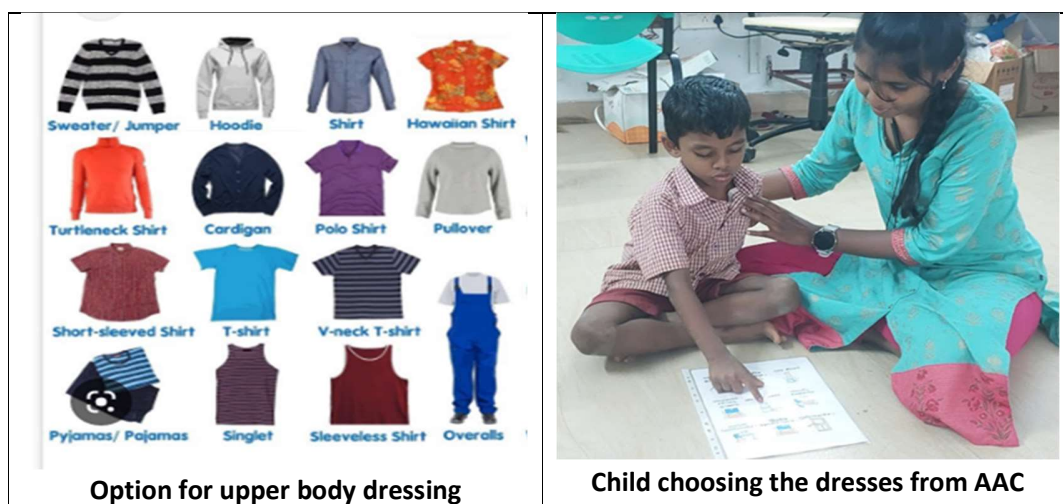 Sweater/ Jumper Hoodie Shirt Hawaiian Shirt
Turtleneck Shirt Cardigan Polo Shirt Pullover
Short-sleeved Shirt T-shirt V-neck T-shirt
Pyjamas/ Pajamas Singlet Sleeveless Shirt Overalls
Option for upper body dressing
Child choosing the dresses from AAC